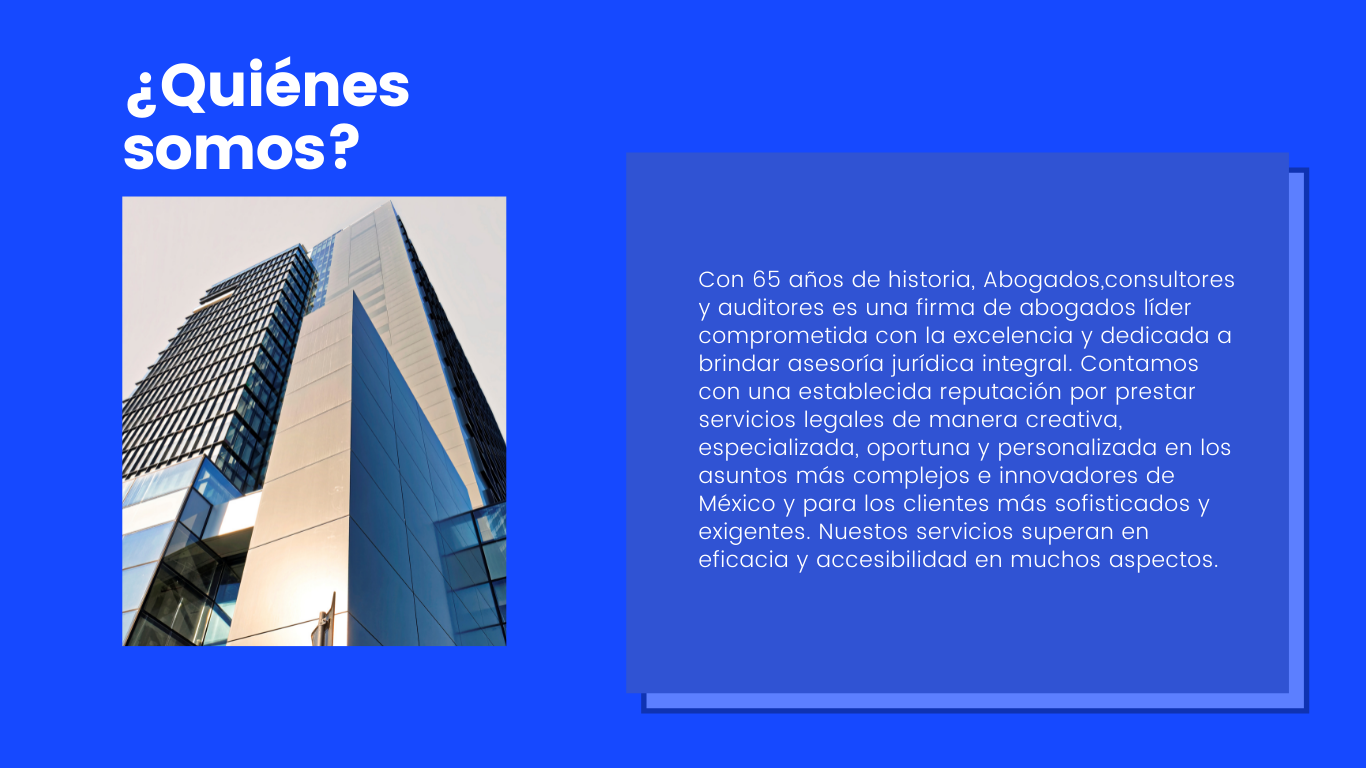 ¿Quiénes
somos?
Con 65 años de historia, Abogados,consultores
y auditores es una firma de abogados líder
comprometida con la excelencia y dedicada a
brindar asesoría jurídica integral. Contamos
con una establecida reputación por prestar
servicios legales de manera creativa,
especializada, oportuna y personalizada en los
asuntos más complejos e innovadores de
México y para los clientes más sofisticados y
exigentes. Nuestos servicios superan en
eficacia y accesibilidad en muchos aspectos.